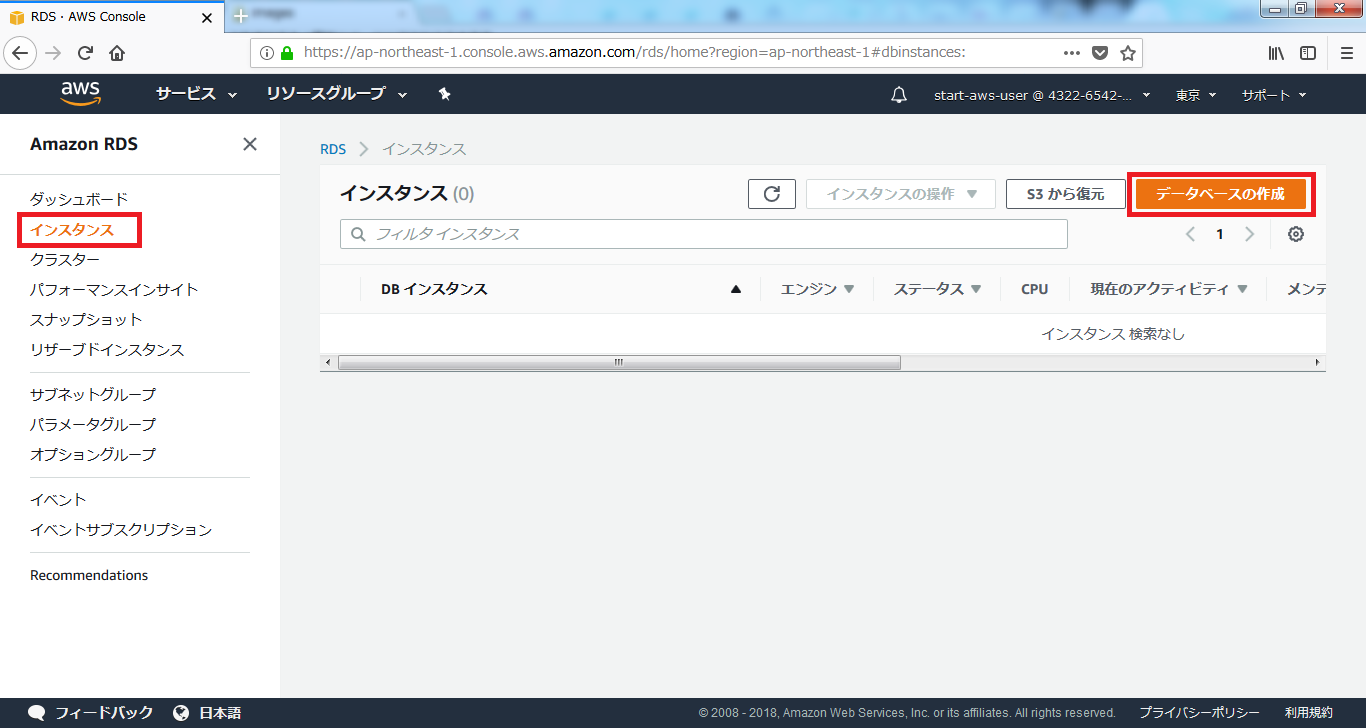 RDS · AWS Console
https://ap-northeast-1.console.aws.amazon.com/rds/home?region=ap-northeast-1#dbinstances:
aws サービス リソースグループ start-aws-user @ 4322-6542-... 東京 サポート
Amazon RDS
ダッシュボード
インスタンス
クラスター
パフォーマンスインサイト
スナップショット
リザーブドインスタンス
サブネットグループ
パラメータグループ
オプショングループ
イベント
イベントサブスクリプション
Recommendations
RDS インスタンス
インスタンス (0) インスタンスの操作 S3 から復元 データベースの作成
フィルタ インスタンス 1
DB インスタンス エンジン ステータス CPU 現在のアクティビティ メンテ
インスタンス 検索なし
フィードバック 日本語 © 2008 - 2018, Amazon Web Services, Inc. or its affiliates. All rights reserved. プライバシーポリシー 利用規約